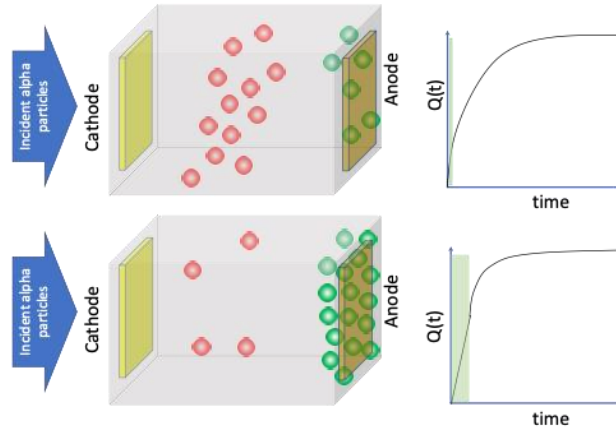 Incident alpha
particles
Cathode
Anode
Q(t)
time
Incident alpha
particles
Cathode
Anode
Q(t)
time